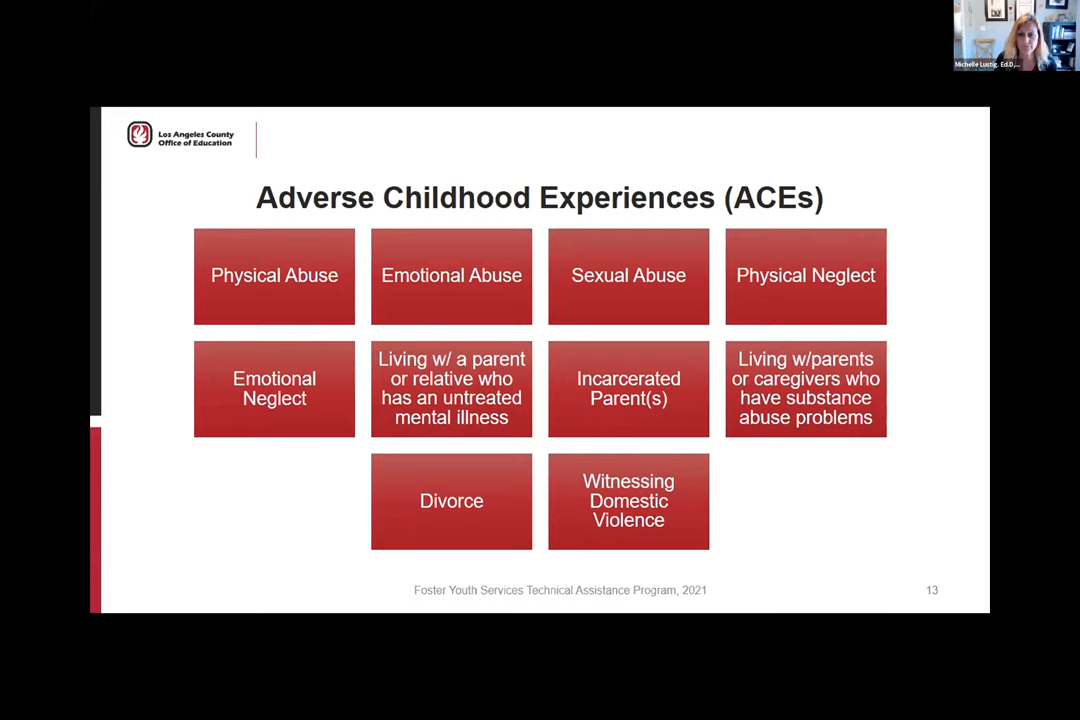 Michelle Lustig, Ed.D,...
Los Angeles County
Office of Education
Adverse Childhood Experiences (ACEs)
Physical Abuse
Emotional Abuse
Sexual Abuse
Physical Neglect
Emotional
Neglect
Living w/ a parent
or relative who
has an untreated
mental illness
Incarcerated
Parent(s)
Living w/parents
or caregivers who
have substance
abuse problems
Divorce
Witnessing
Domestic
Violence
Foster Youth Services Technical Assistance Program, 2021
13